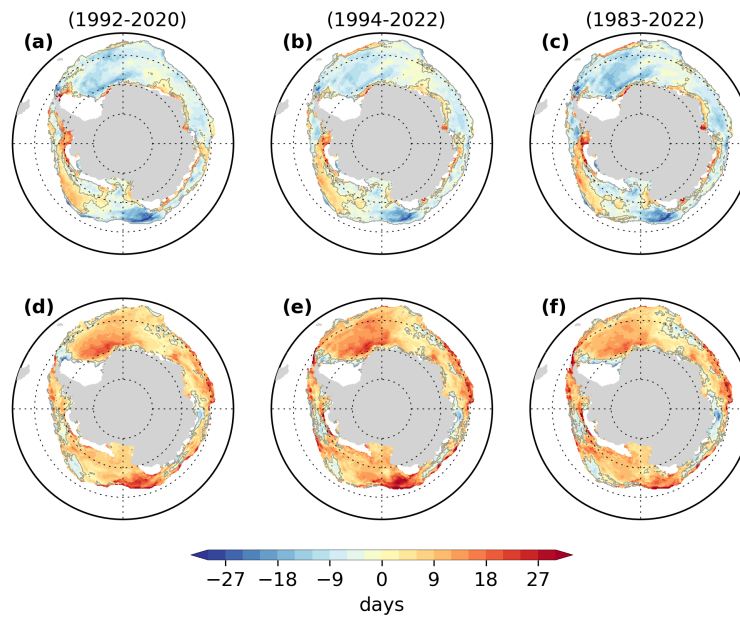 (1992-2020) (1994-2022) (1983-2022)
(a) (b) (c)
(d) (e) (f)
−27 −18 −9 0 9 18 27
days